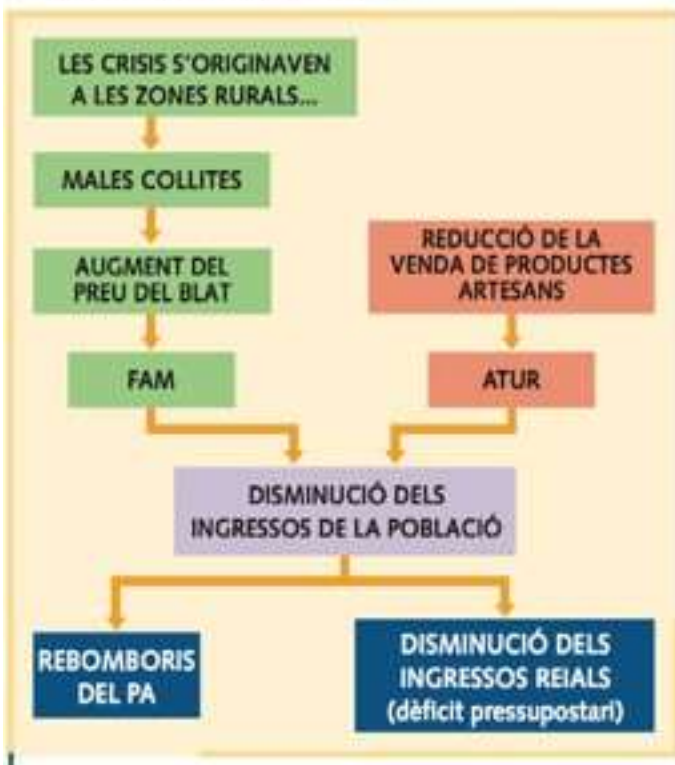 LES CRISIS S'ORIGINAVEN
A LES ZONES RURALS...
MALES COLLITES
AUGMENT DEL
PREU DEL BLAT
FAM
REDUCCIÓ DE LA
VENDA DE PRODUCTES
ARTESANS
ATUR
DISMINUCIÓ DELS
INGRESSOS DE LA POBLACIÓ
REBOMBORIS
DEL PA
DISMINUCIÓ DELS
INGRESSOS REIALS
(dèficit pressupostari)